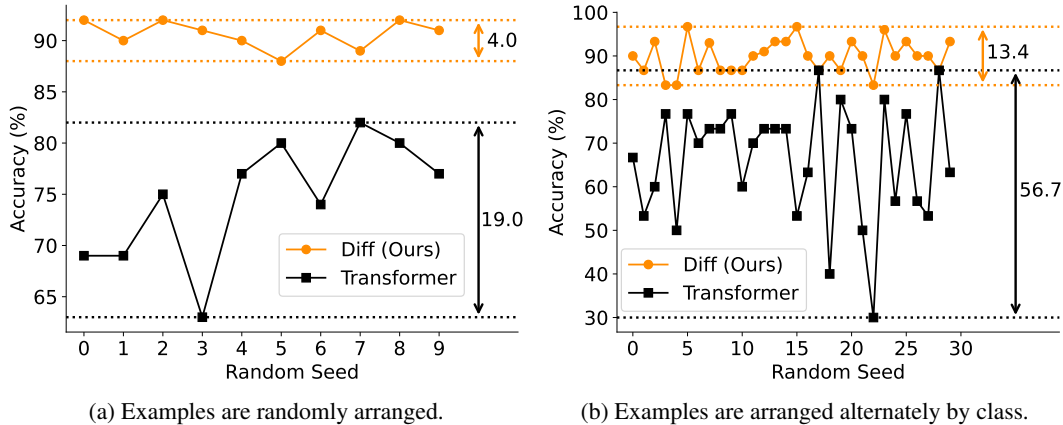 90
85
80
75
70
65
Accuracy (%)
4.0
19.0
Diff (Ours)
Transformer
0 1 2 3 4 5 6 7 8 9
Random Seed
(a) Examples are randomly arranged.
100
90
80
70
60
50
40
30
Accuracy (%)
13.4
56.7
Diff (Ours)
Transformer
0 5 10 15 20 25 30
Random Seed
(b) Examples are arranged alternately by class.